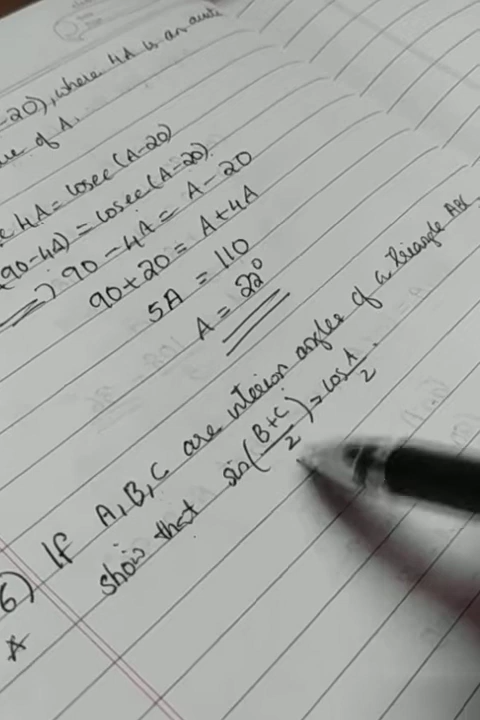 -20), where 4A is an acute
of A.
4A = cosec(A-20)
(90-4A) = cosec(A-20)
=> 90 - 4A = A - 20
90+20 = A+4A
5A = 110
A = 22°
6) If A,B,C are interior angles of a triangle ABC
show that sin(B+C/2) = cos A/2.